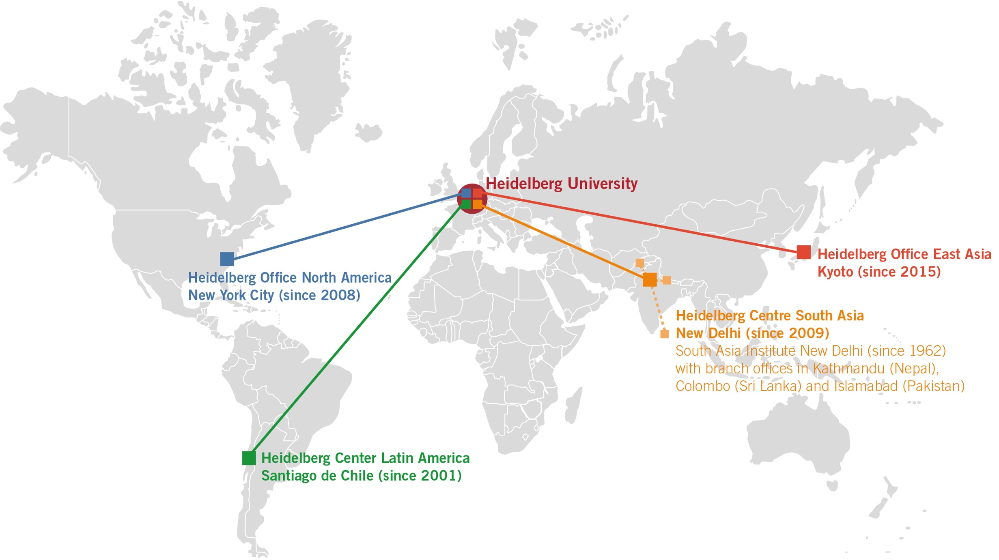 Heidelberg University
Heidelberg Office East Asia
Kyoto (since 2015)
Heidelberg Office North America
New York City (since 2008)
Heidelberg Centre South Asia
New Delhi (since 2009)
South Asia Institute New Delhi (since 1962)
with branch offices in Kathmandu (Nepal),
Colombo (Sri Lanka) and Islamabad (Pakistan)
Heidelberg Center Latin America
Santiago de Chile (since 2001)